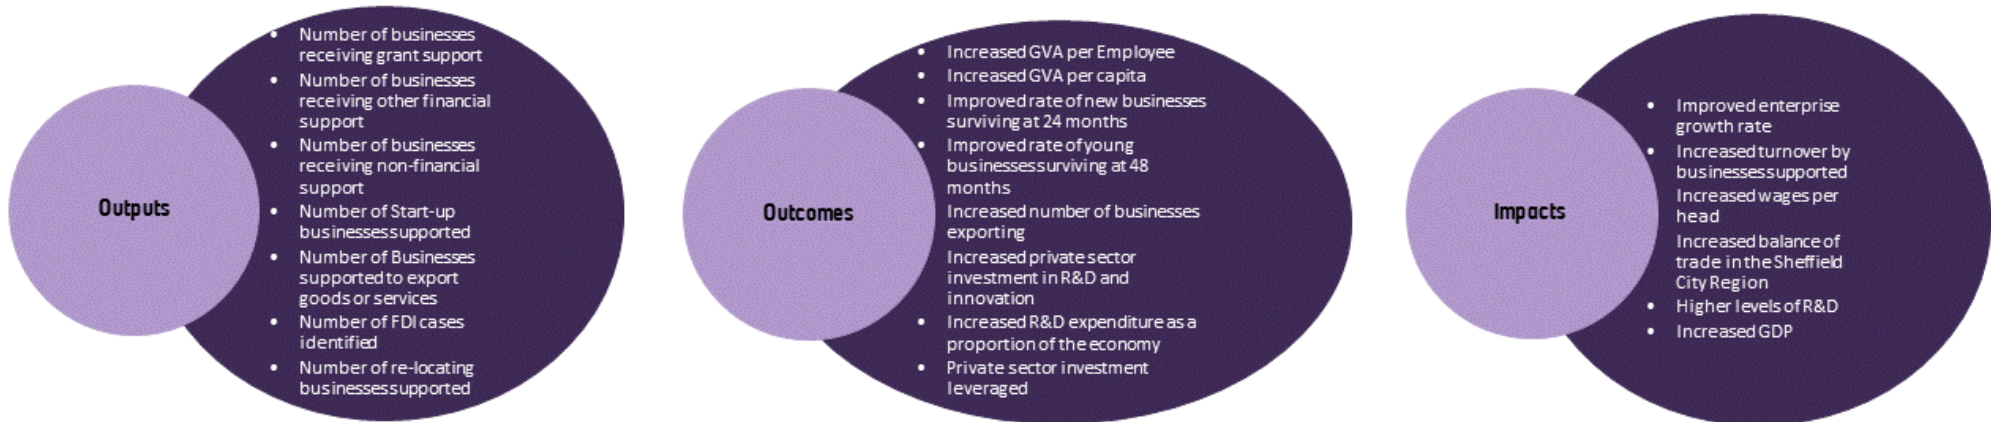 Outputs
• Number of businesses
receiving grant support
• Number of businesses
receiving other financial
support
• Number of businesses
receiving non-financial
support
• Number of Start-up
businesses supported
• Number of Businesses
supported to export
goods or services
• Number of FDI cases
identified
• Number of re-locating
businesses supported
Outcomes
• Increased GVA per Employee
• Increased GVA per capita
• Improved rate of new businesses
surviving at 24 months
• Improved rate of young
businesses surviving at 48
months
Increased number of businesses
exporting
Increased private sector
investment in R&D and
innovation
• Increased R&D expenditure as a
proportion of the economy
• Private sector investment
leveraged
Impacts
• Improved enterprise
growth rate
• Increased turnover by
businesses supported
Increased wages per
head
Increased balance of
trade in the Sheffield
City Region
• Higher levels of R&D
• Increased GDP